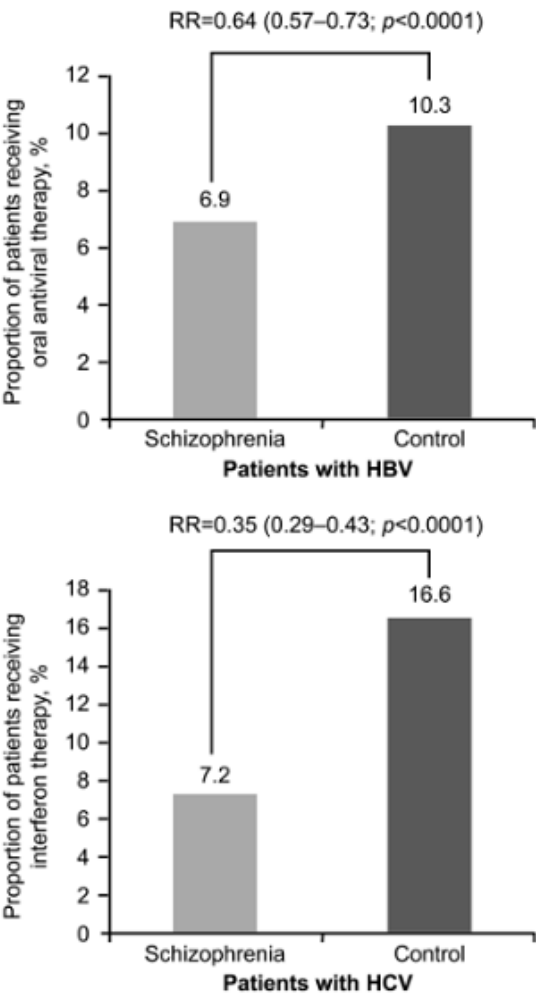 RR=0.64 (0.57–0.73; p<0.0001)
Proportion of patients receiving
oral antiviral therapy, %
12
10
8
6
4
2
0
6.9
10.3
Schizophrenia
Control
Patients with HBV
RR=0.35 (0.29–0.43; p<0.0001)
Proportion of patients receiving
interferon therapy, %
18
16
14
12
10
8
6
4
2
0
7.2
16.6
Schizophrenia
Control
Patients with HCV